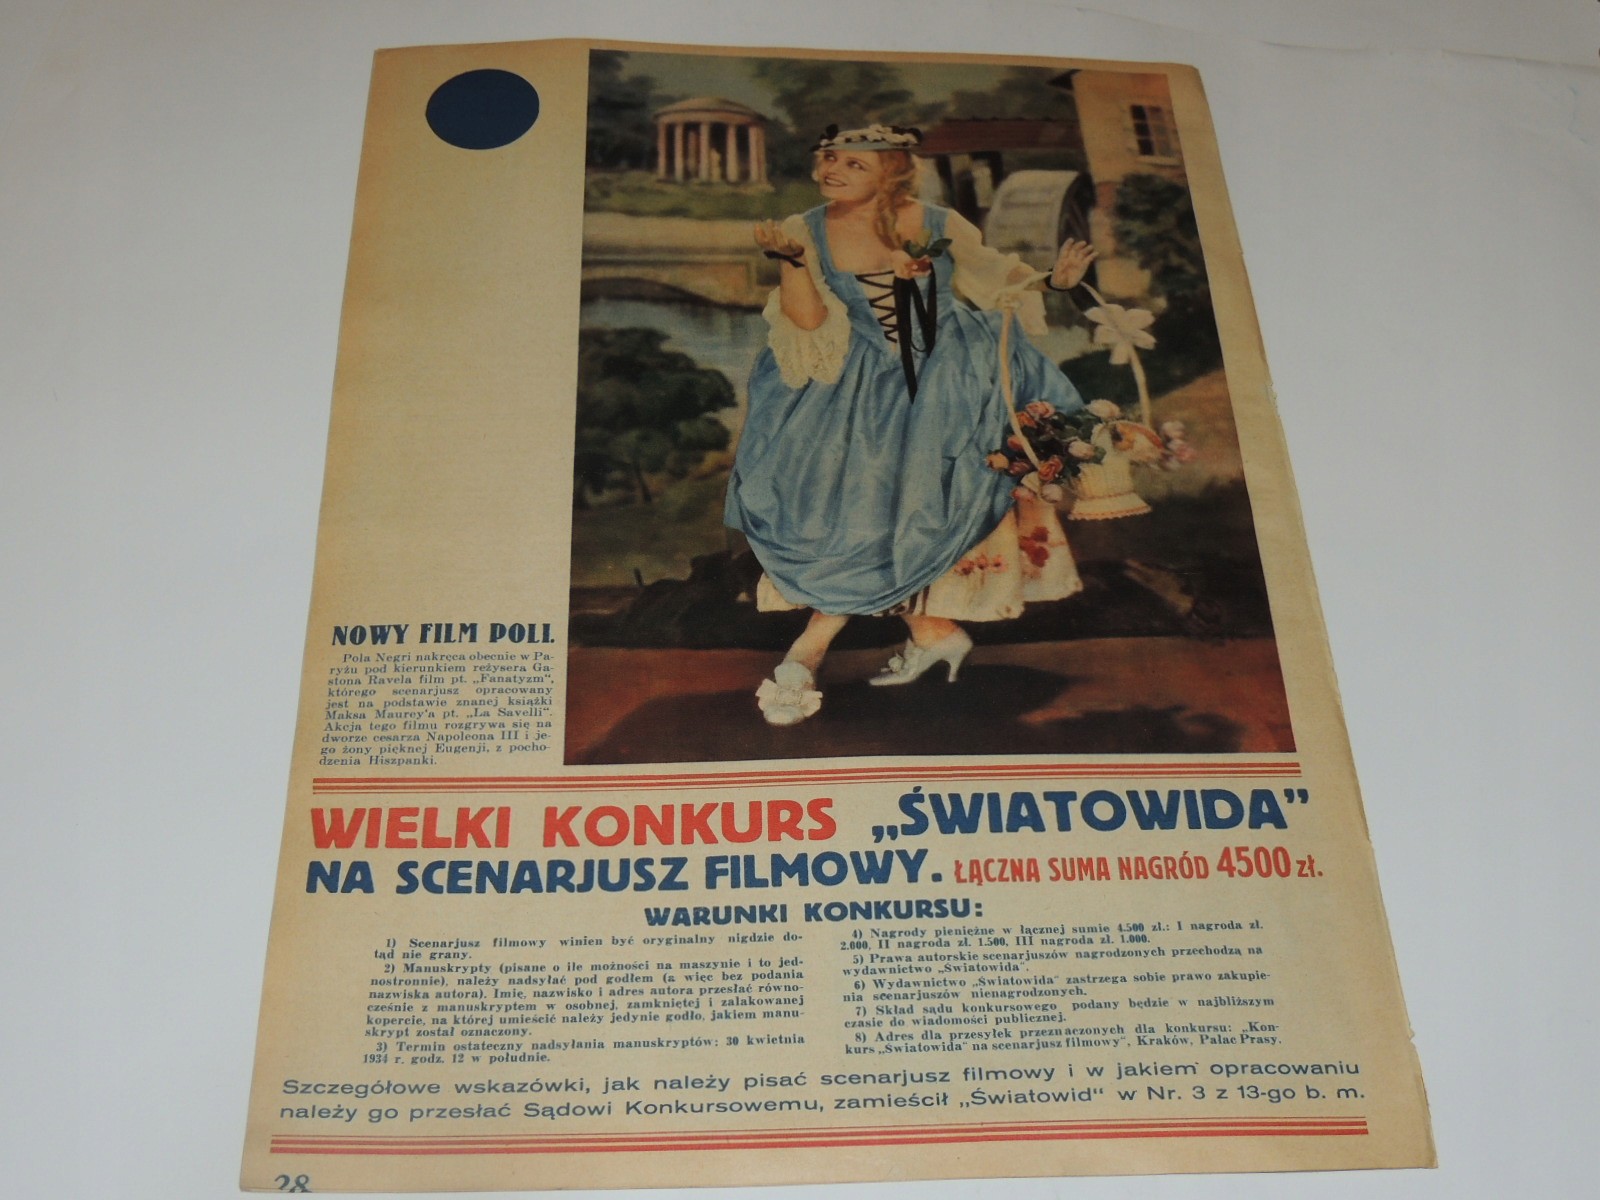 NOWY FILM POLI.
Pola Negri nakręca obecnie w Pa-
ryżu pod kierunkiem reżysera Ga-
stona Ravela film pt. „Fanatyzm",
którego scenarjusz opracowany
jest na podstawie znanej książki
Maksa Maurey'a pt. „La Savelli".
Akcja tego filmu rozgrywa się na
dworze cesarza Napoleona III i je-
go żony pięknej Eugenji, z pocho-
dzenia Hiszpanki.
WIELKI KONKURS „ŚWIATOWIDA"
NA SCENARJUSZ FILMOWY. ŁĄCZNA SUMA NAGRÓD 4500 zł.
WARUNKI KONKURSU:
1) Scenarjusz filmowy winien być oryginalny nigdzie do-
tąd nie grany.
2) Manuskrypty (pisane o ile możności na maszynie i to jed-
nostronnie), należy nadsyłać pod godłem (a więc bez podania
nazwiska autora). Imię, nazwisko i adres autora przesłać równo-
cześnie z manuskryptem w osobnej, zamkniętej i zalakowanej
kopercie, na której umieścić należy jedynie godło, jakiem manu-
skrypt został oznaczony.
3) Termin ostateczny nadsyłania manuskryptów: 30 kwietnia
1934 r. godz. 12 w południe.
4) Nagrody pieniężne w łącznej sumie 4.500 zł.: I nagroda zł.
2.000, II nagroda zł. 1.500, III nagroda zł. 1.000.
5) Prawa autorskie scenarjuszów nagrodzonych przechodzą na
wydawnictwo „Światowida".
6) Wydawnictwo „Światowida" zastrzega sobie prawo zakupie-
nia scenarjuszów nienagrodzonych.
7) Skład sądu konkursowego podany będzie w najbliższym
czasie do wiadomości publicznej.
8) Adres dla przesyłek przeznaczonych dla konkursu: „Kon-
kurs „Światowida" na scenarjusz filmowy", Kraków, Pałac Prasy.
Szczegółowe wskazówki, jak należy pisać scenarjusz filmowy i w jakiem opracowaniu
należy go przesłać Sądowi Konkursowemu, zamieścił „Światowid" w Nr. 3 z 13-go b. m.
28